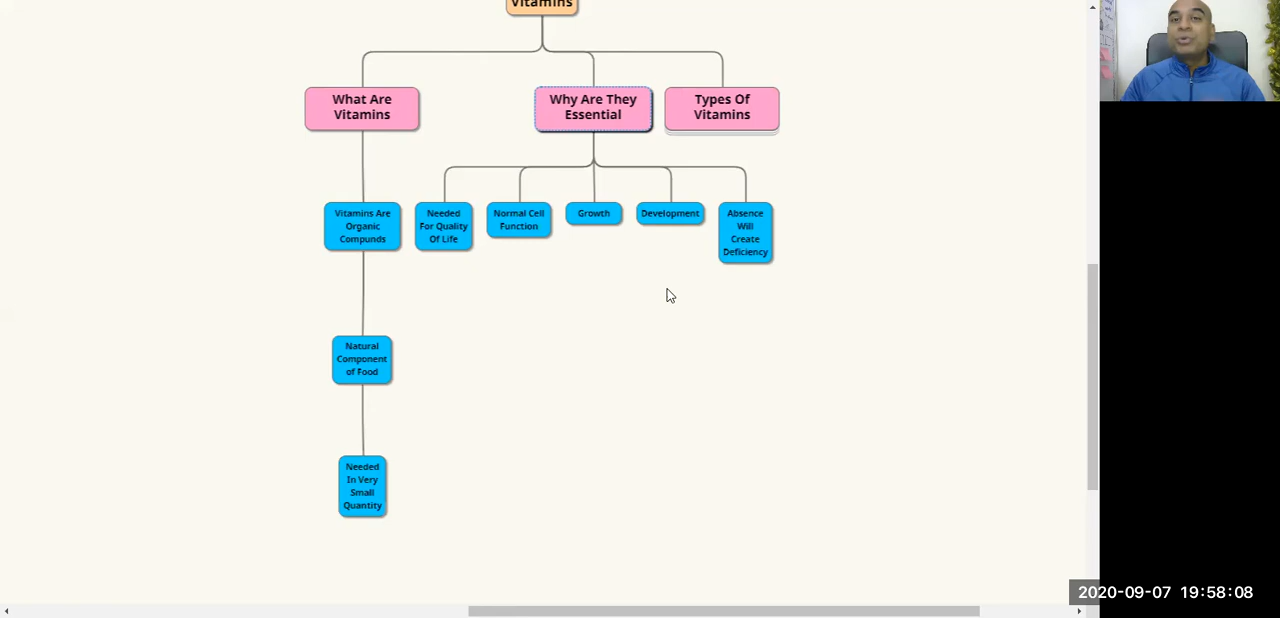 Vitamins
What Are
Vitamins
Why Are They
Essential
Types Of
Vitamins
Vitamins Are
Organic
Compunds
Needed
For Quality
Of Life
Normal Cell
Function
Growth
Development
Absence
Will
Create
Deficiency
Natural
Component
of Food
Needed
In Very
Small
Quantity
2020-09-07 19:58:08